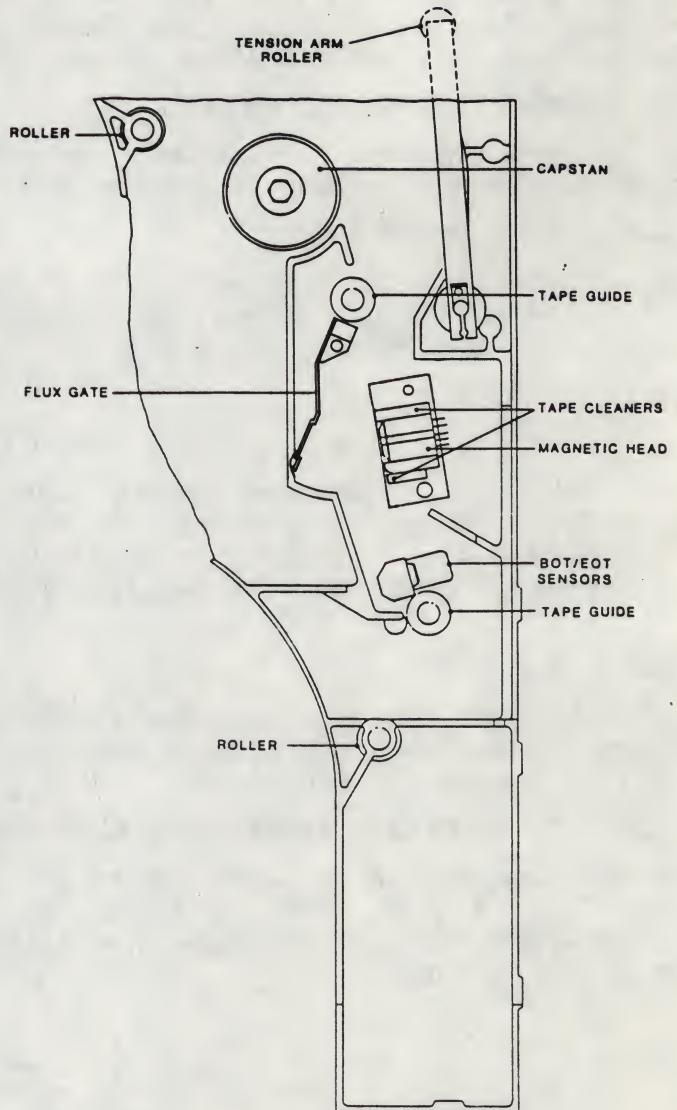 TENSION ARM
ROLLER
ROLLER
CAPSTAN
TAPE GUIDE
FLUX GATE
TAPE CLEANERS
MAGNETIC HEAD
BOT/EOT
SENSORS
TAPE GUIDE
ROLLER